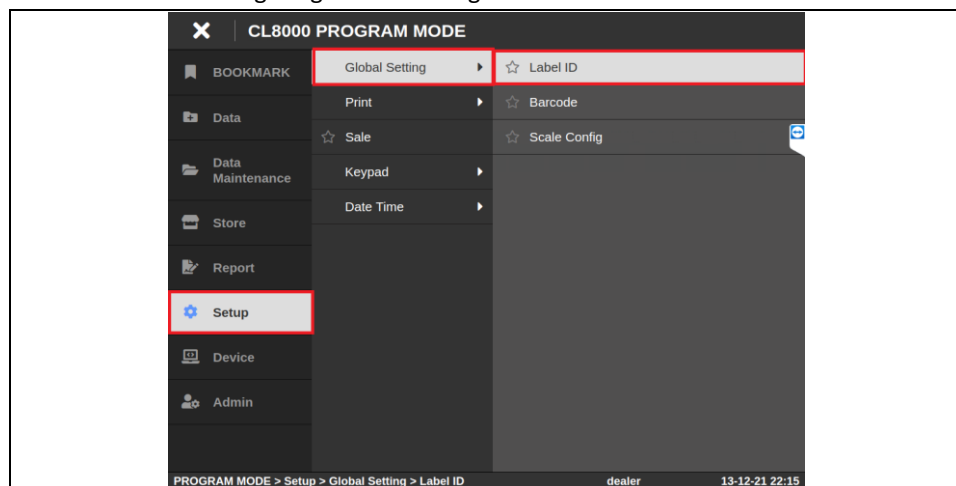 CL8000 PROGRAM MODE
BOOKMARK
Data
Data
Maintenance
Store
Report
Setup
Device
Admin
Global Setting
Print
Sale
Keypad
Date Time
Label ID
Barcode
Scale Config
PROGRAM MODE > Setup > Global Setting > Label ID dealer 13-12-21 22:15